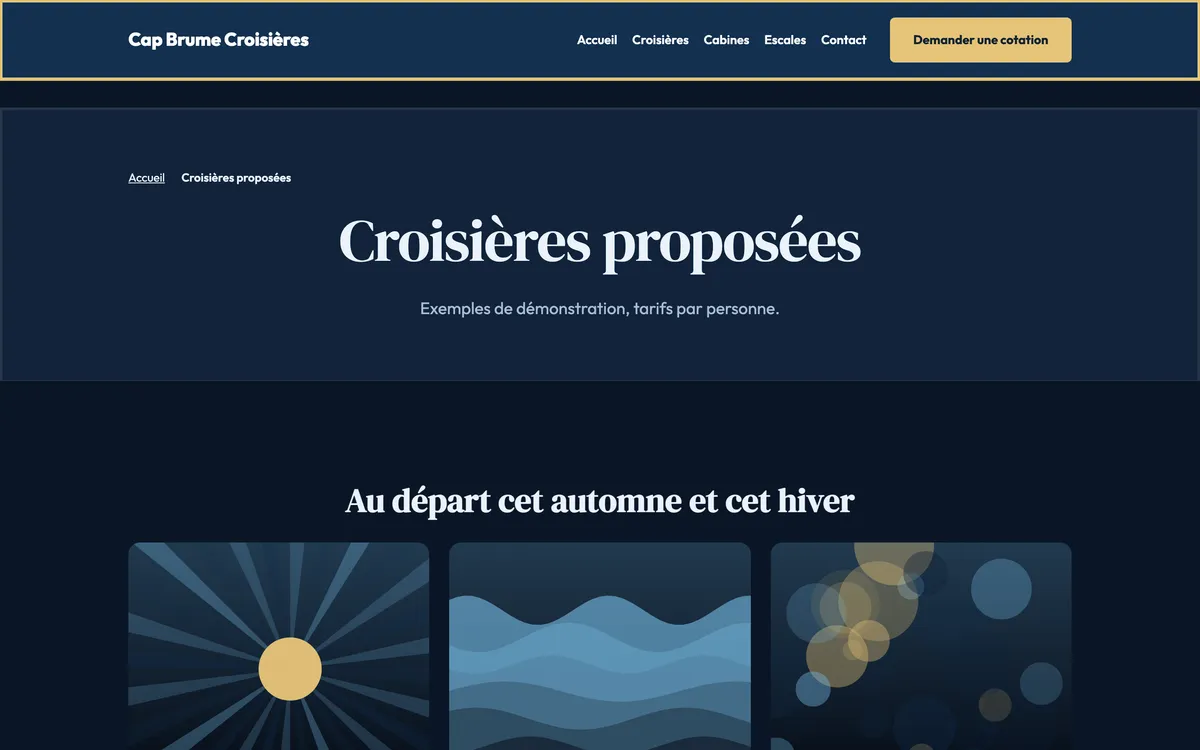 Cap Brume Croisières
Accueil Croisières Cabines Escales Contact Demander une cotation
Accueil Croisières proposées
Croisières proposées
Exemples de démonstration, tarifs par personne.
Au départ cet automne et cet hiver